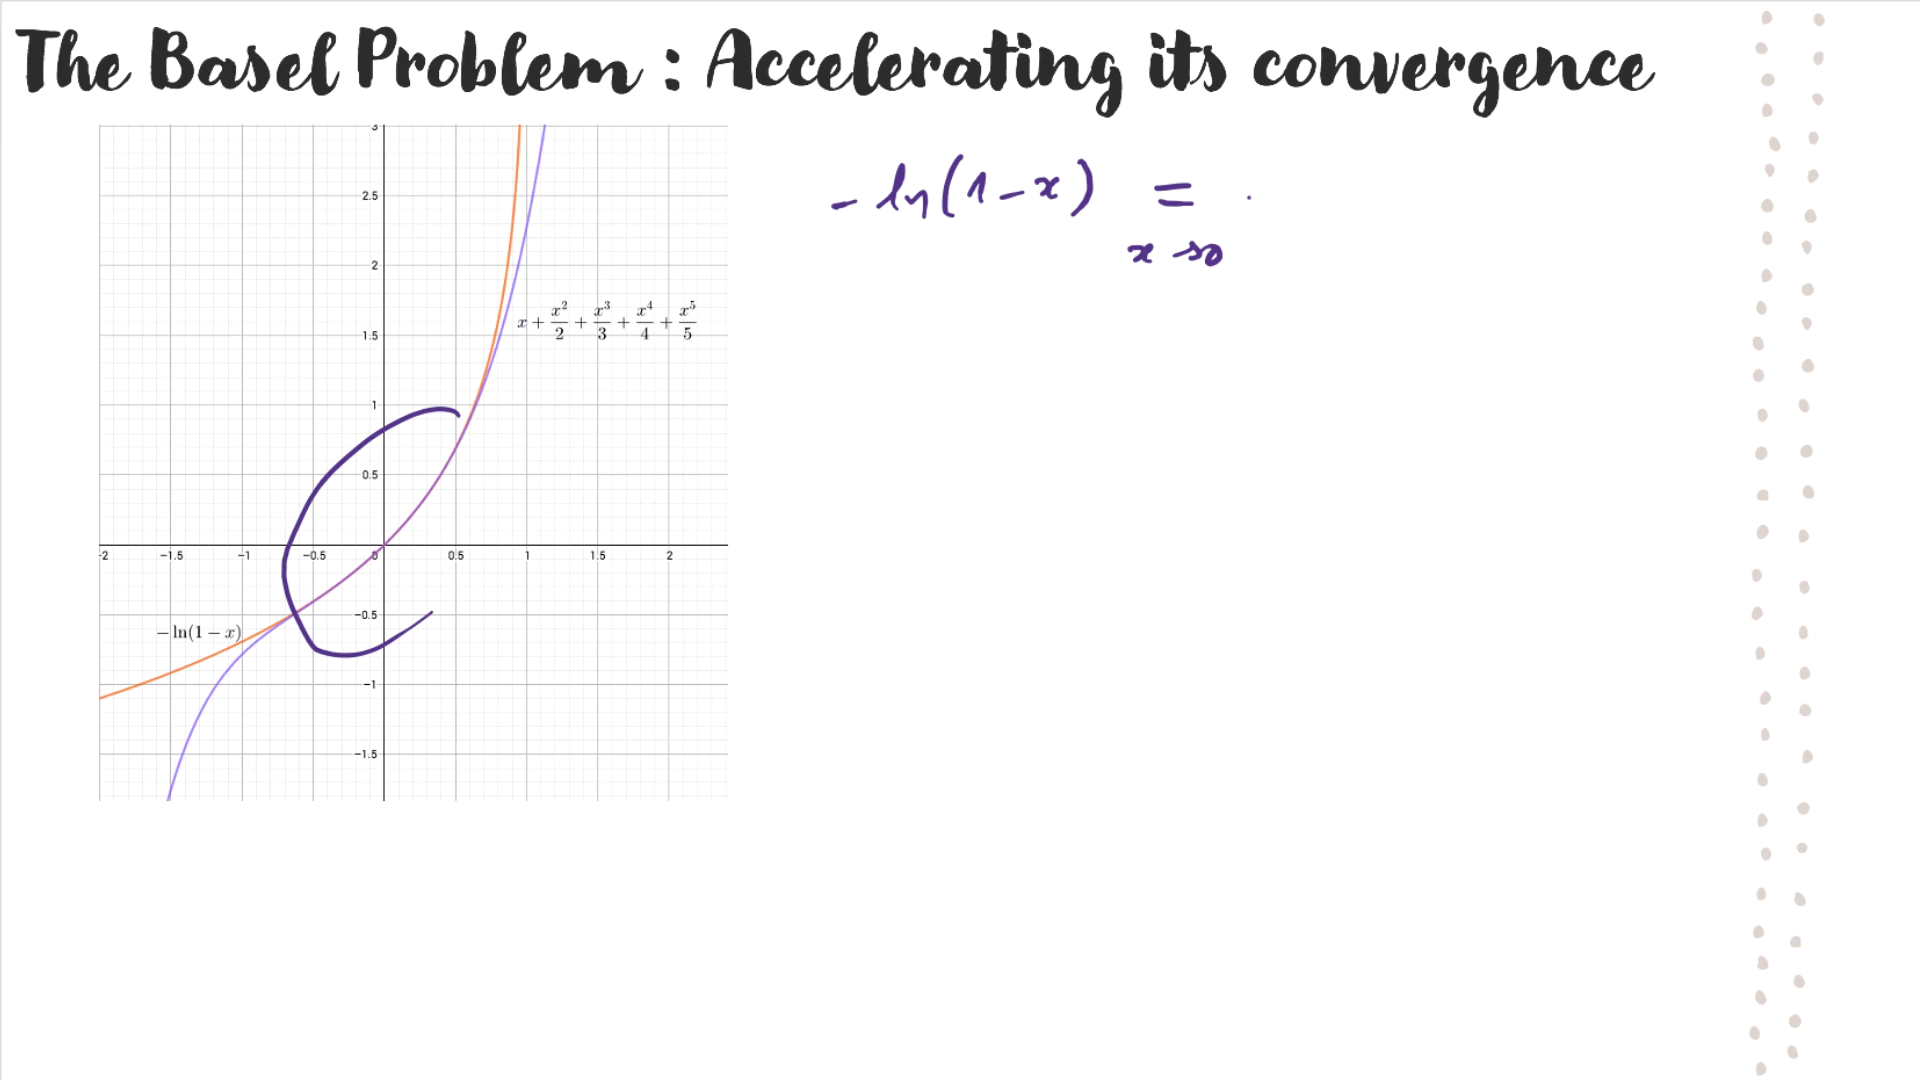 The Basel Problem : Accelerating its convergence
- ln(1-x) =
x→0
3
2.5
2
x + x²/2 + x³/3 + x⁴/4 + x⁵/5
1.5
1
0.5
-2 -1.5 -1 -0.5 0 0.5 1 1.5 2
-0.5
-ln(1-x)
-1
-1.5